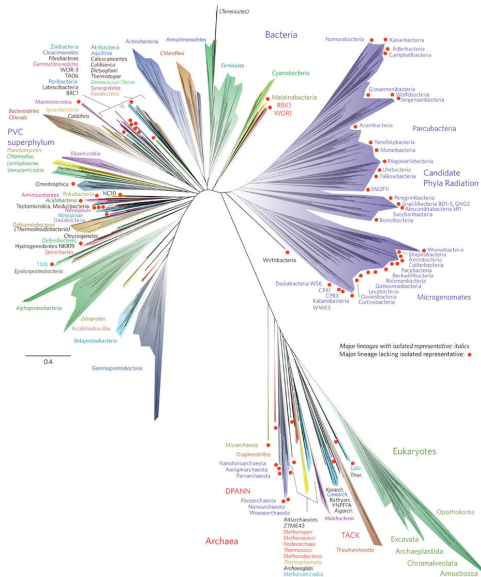 (Tenericutes)
Bacteria
Actinobacteria
Armatimonadetes
Chloroflexi
Firmicutes
Cyanobacteria
Melainabacteria
RBX1
WOR1
Zixibacteria
Cloacimonetes
Fibrobacteres
Gemmatimonadetes
WOR-3
TA06
Peribacteria
Latescibacteria
BRC1
Atribacteria
Aquificae
Calescamantes
Caldiserica
Dictyoglomi
Thermotogae
Deinococcus-Therm.
Synergistetes
Fusobacteria
Marinimicrobia
Bacteroidetes
Chlorobi
Ignavibacteria
Caldithrix
PVC
superphylum
Planctomycetes
Chlamydiae,
Lentisphaerae,
Verrucomicrobia
Elusimicrobia
Omnitrophica
Aminicenantes
Rokubacteria
NC10
Acidobacteria
Tectomicrobia, Modulibacteria
Nitrospinae
Nitrospirae
Dadabacteria
Deltaproteobacteria
(Thermodesulfobacteria)
Chrysiogenetes
Deferribacteres
Hydrogenedentes NKB19
Spirochaetes
TM6
Epsilonproteobacteria
Alphaproteobacteria
Zetaproteo.
Acidithiobacillia
Betaproteobacteria
Gammaproteobacteria
0.4
Nomurabacteria
Kaiserbacteria
Adlerbacteria
Campbellbacteria
Giovannonibacteria
Wolfebacteria
Jorgensenbacteria
Azambacteria
Parcubacteria
Yanofskybacteria
Moranbacteria
Magasanikbacteria
Uhrbacteria
Falkowbacteria
Candidate
Phyla Radiation
SM2F11
Peregrinibacteria
Gracilibacteria BD1-5, GN02
Absconditabacteria SR1
Saccharibacteria
Berkelbacteria
Wirthbacteria
Woesebacteria
Shapirobacteria
Amesbacteria
Collierbacteria
Pacebacteria
Beckwithbacteria
Roizmanbacteria
Gottesmanbacteria
Levybacteria
Daviesbacteria
Curtissbacteria
Dojkabacteria WS6
CPR1
CPR3
Katanobacteria
WWE3
Microgenomates
Major lineages with isolated representative: italics
Major lineage lacking isolated representative:
Micrarchaeota
Diapherotrites
Nanohaloarchaeota
Aenigmarchaeota
Parvarchaeota
DPANN
Pacearchaeota
Nanoarchaeota
Woesearchaeota
Archaea
Altiarchaeales
Z7ME43
Methanopyri
Methanococci
Hadesarchaea
Thermococci
Methanobacteria
Thermoplasmata
Archaeoglobi
Methanomicrobia
Halobacteria
Korarch.
Crenarch.
Bathyarc.
YNPFFA
Aigarch.
Loki.
Thor.
TACK
Thaumarchaeota
Eukaryotes
Opisthokonta
Excavata
Archaeplastida
Chromalveolata
Amoebozoa